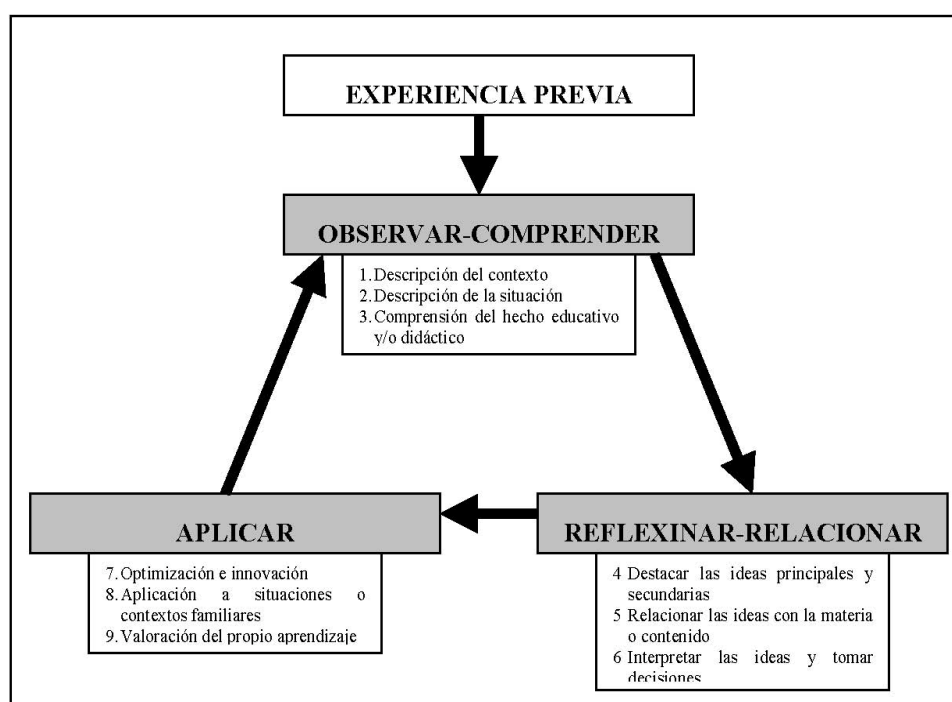 EXPERIENCIA PREVIA
OBSERVAR-COMPRENDER
1. Descripción del contexto
2. Descripción de la situación
3. Comprensión del hecho educativo
y/o didáctico
APLICAR
7. Optimización e innovación
8. Aplicación a situaciones o
contextos familiares
9. Valoración del propio aprendizaje
REFLEXINAR-RELACIONAR
4 Destacar las ideas principales y
secundarias
5 Relacionar las ideas con la materia
o contenido
6 Interpretar las ideas y tomar
decisiones